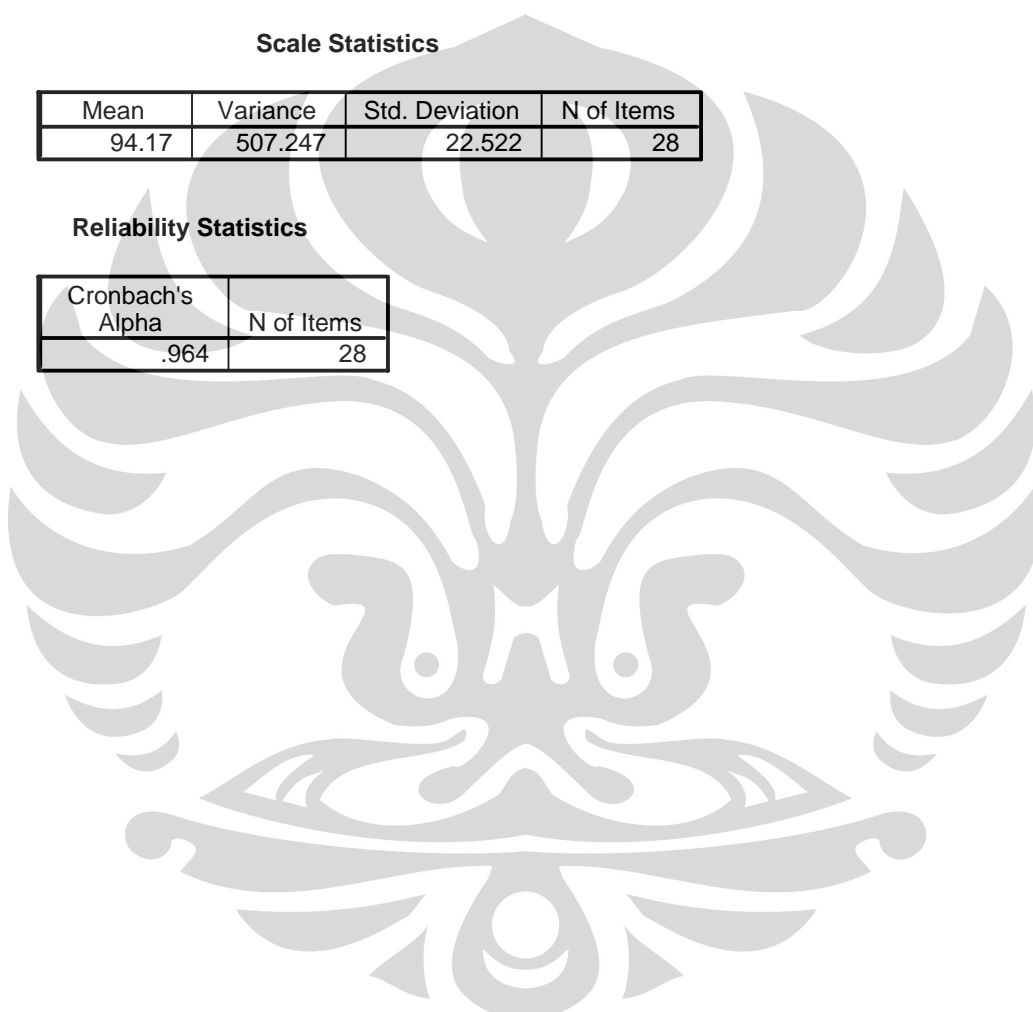 Scale Statistics
Mean Variance Std. Deviation N of Items
94.17 507.247 22.522 28
Reliability Statistics
Cronbach's
Alpha N of Items
.964 28